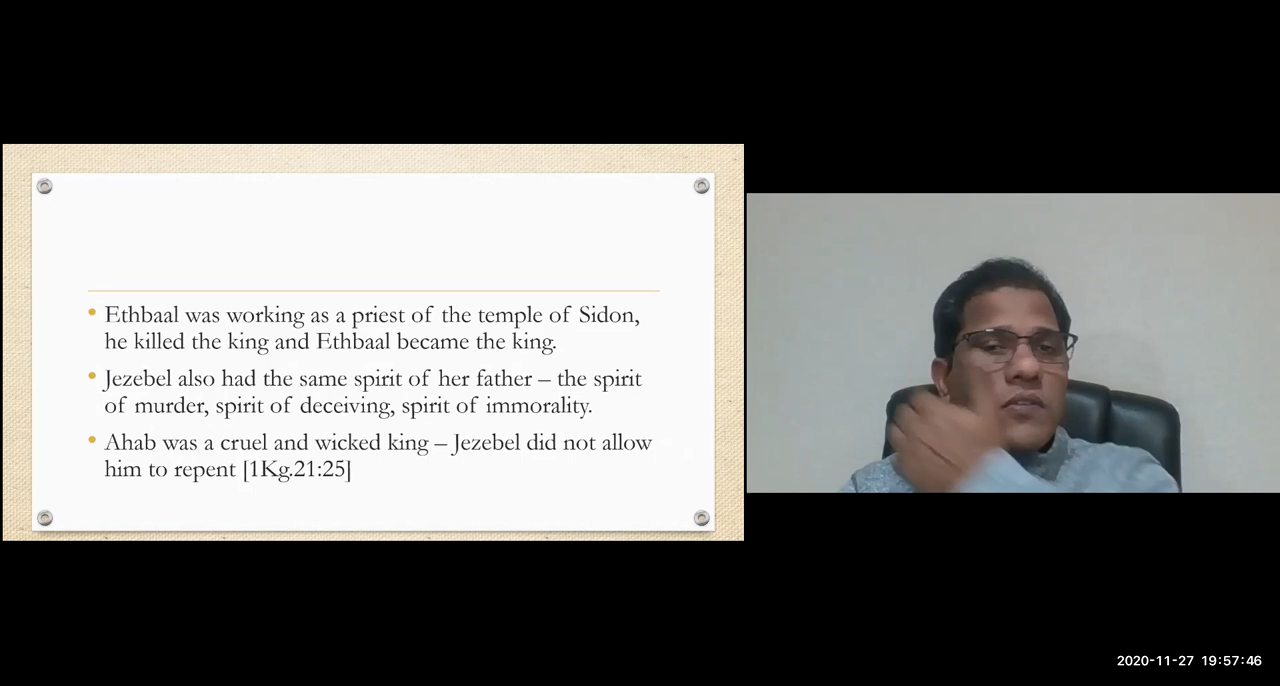 • Ethbaal was working as a priest of the temple of Sidon,
he killed the king and Ethbaal became the king.
• Jezebel also had the same spirit of her father – the spirit
of murder, spirit of deceiving, spirit of immorality.
• Ahab was a cruel and wicked king – Jezebel did not allow
him to repent [1Kg.21:25]
2020-11-27 19:57:46